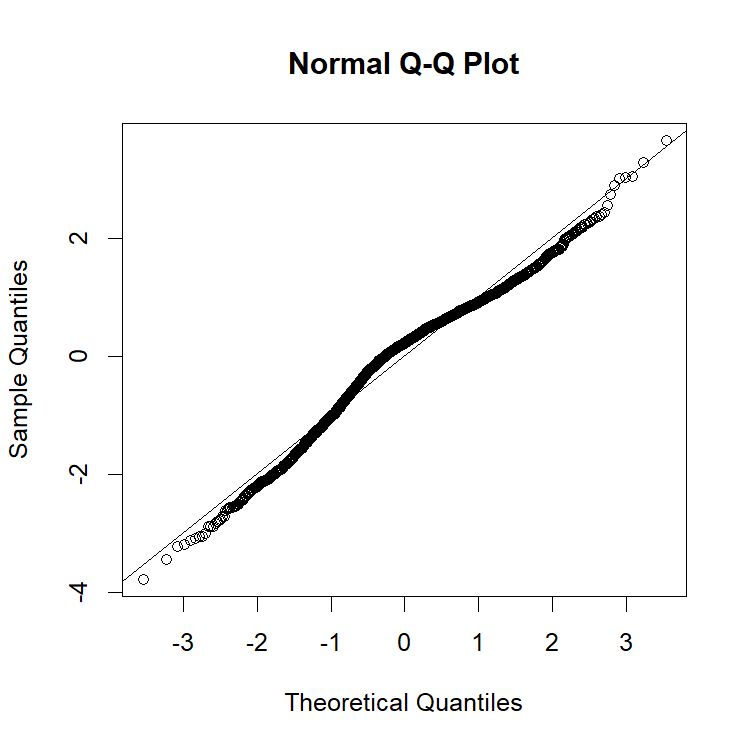 Normal Q-Q Plot
Sample Quantiles
2
0
-2
-4
-3 -2 -1 0 1 2 3
Theoretical Quantiles